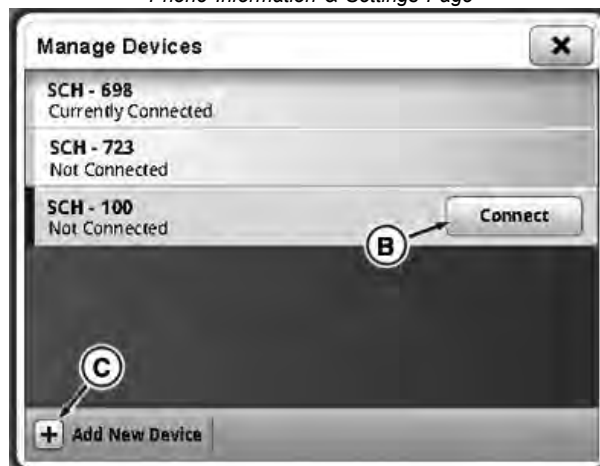 Phone Information & Settings Page
Manage Devices
SCH - 698
Currently Connected
SCH - 723
Not Connected
SCH - 100
Not Connected
Connect
B
C
+ Add New Device